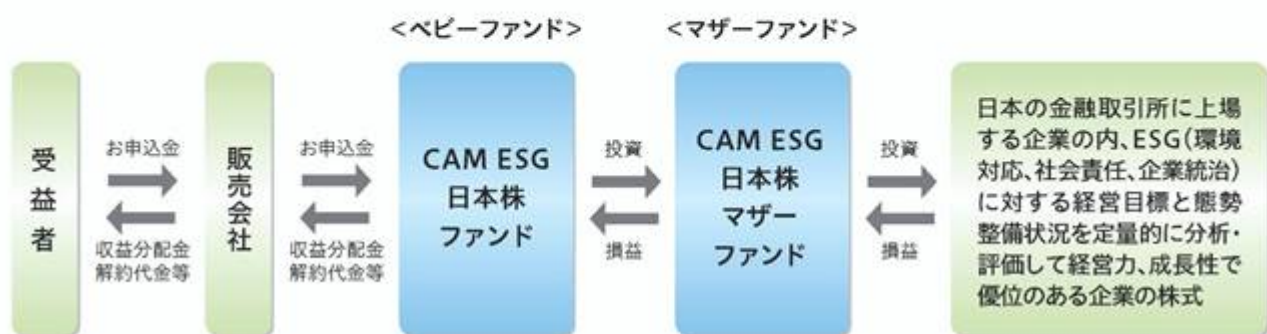 <ベビーファンド>
<マザーファンド>
受益者
お申込金
収益分配金
解約代金等
販売会社
お申込金
収益分配金
解約代金等
CAM ESG
日本株
ファンド
投資
損益
CAM ESG
日本株
マザー
ファンド
投資
損益
日本の金融取引所に上場
する企業の内、ESG(環境
対応、社会責任、企業統治)
に対する経営目標と態勢
整備状況を定量的に分析・
評価して経営力、成長性で
優位のある企業の株式